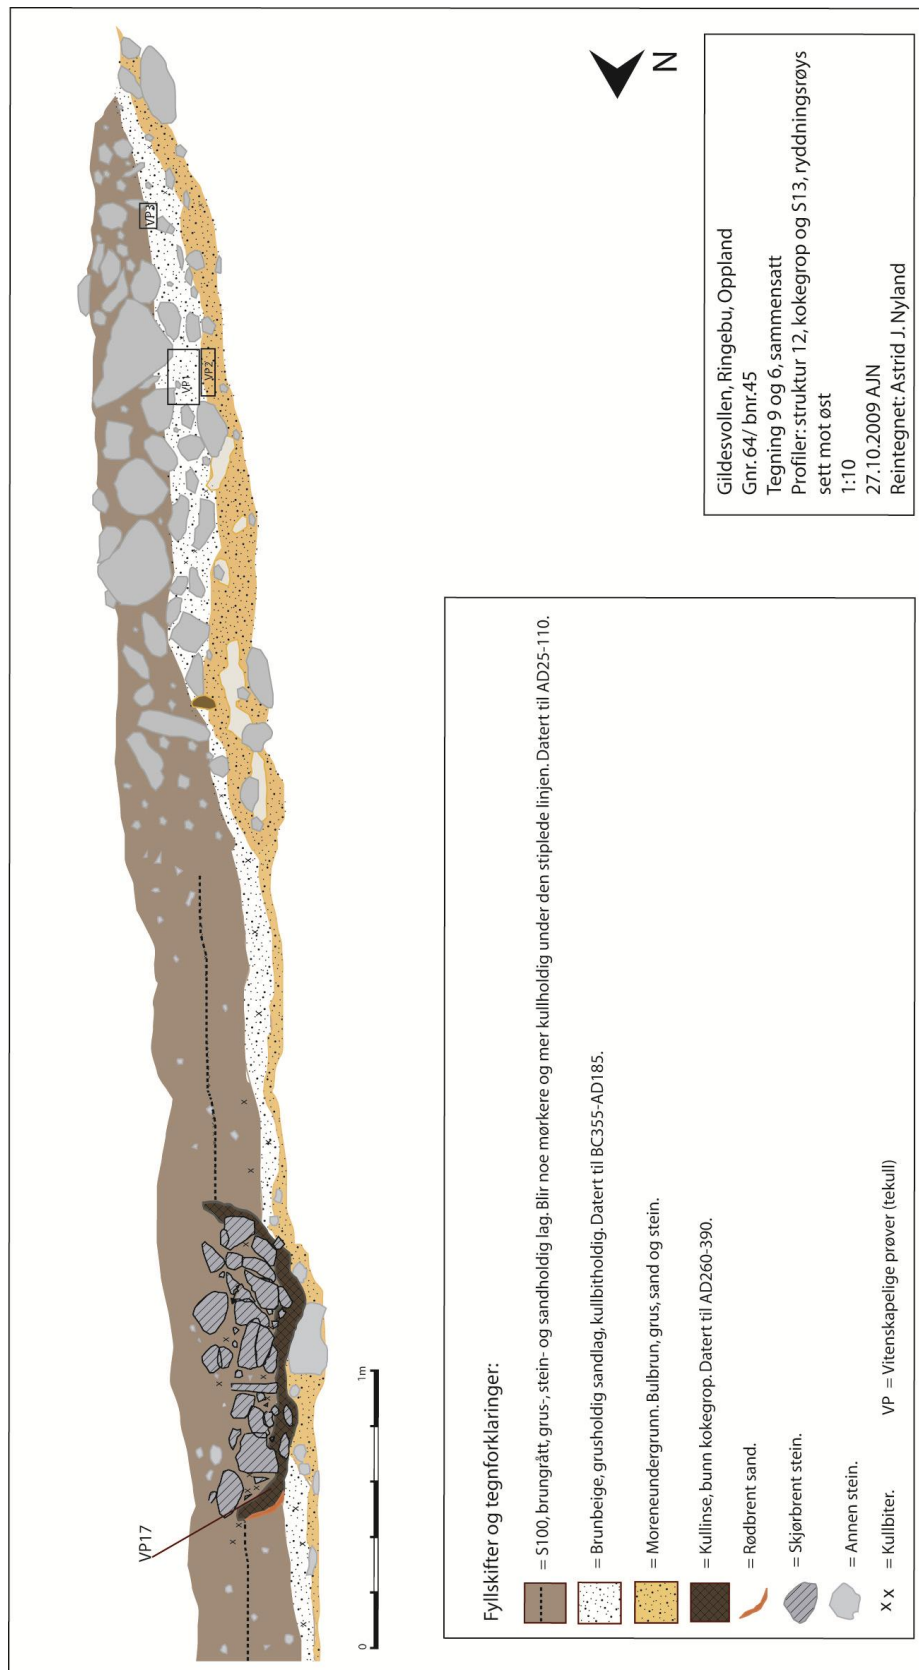 VP17
VP1
VP2
VP3
0
1m
N
Gildesvollen, Ringebu, Oppland
Gnr. 64/ bnr.45
Tegning 9 og 6, sammensatt
Profiler: struktur 12, kokegrop og S13, ryddningsrøys
sett mot øst
1:10
27.10.2009 AJN
Reintegnet: Astrid J. Nyland
Fyllskifter og tegnforklaringer:
= S100, brungrått, grus-, stein- og sandholdig lag. Blir noe mørkere og mer kullholdig under den stiplede linjen. Datert til AD25-110.
= Brunbeige, grusholdig sandlag, kullbitholdig. Datert til BC355-AD185.
= Moreneundergrunn. Bulbrun, grus, sand og stein.
= Kullinse, bunn kokegrop. Datert til AD260-390.
= Rødbrent sand.
= Skjørbrent stein.
= Annen stein.
x x = Kullbiter. VP = Vitenskapelige prøver (tekull)